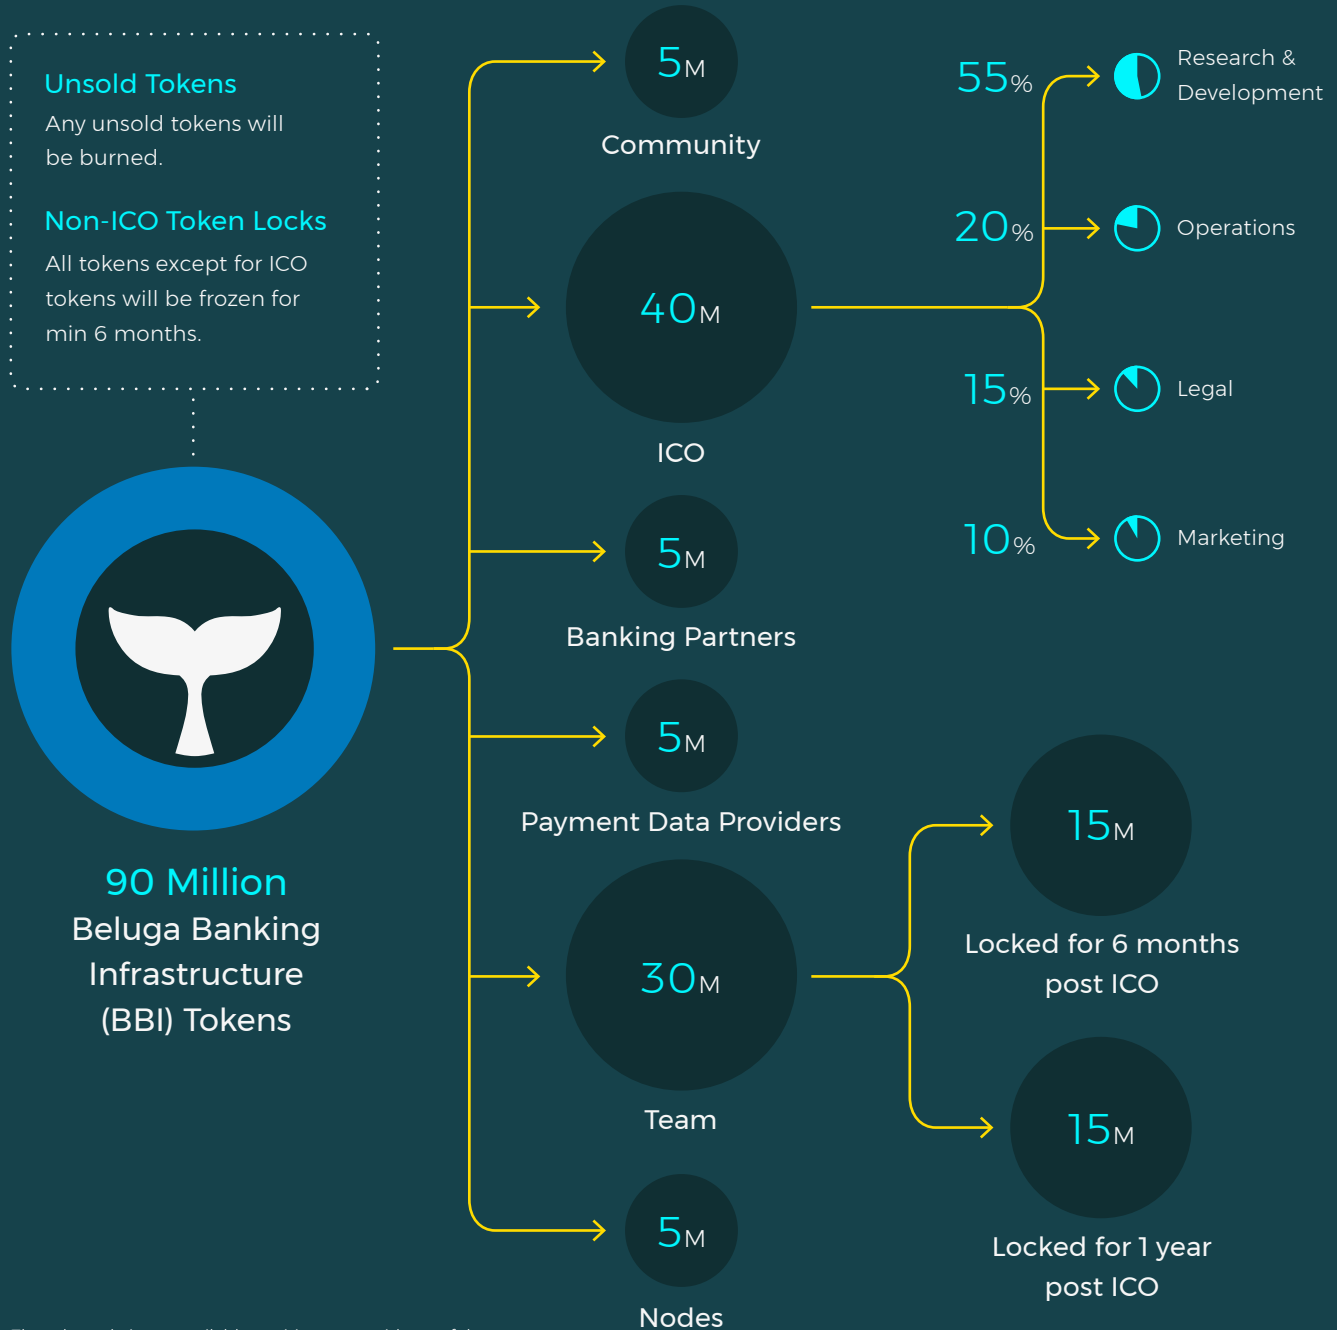 Unsold Tokens
Any unsold tokens will
be burned.
Non-ICO Token Locks
All tokens except for ICO
tokens will be frozen for
min 6 months.
90 Million
Beluga Banking
Infrastructure
(BBI) Tokens
5M
Community
40M
ICO
5M
Banking Partners
5M
Payment Data Providers
30M
Team
5M
Nodes
55%
Research &
Development
20%
Operations
15%
Legal
10%
Marketing
15M
Locked for 6 months
post ICO
15M
Locked for 1 year
post ICO